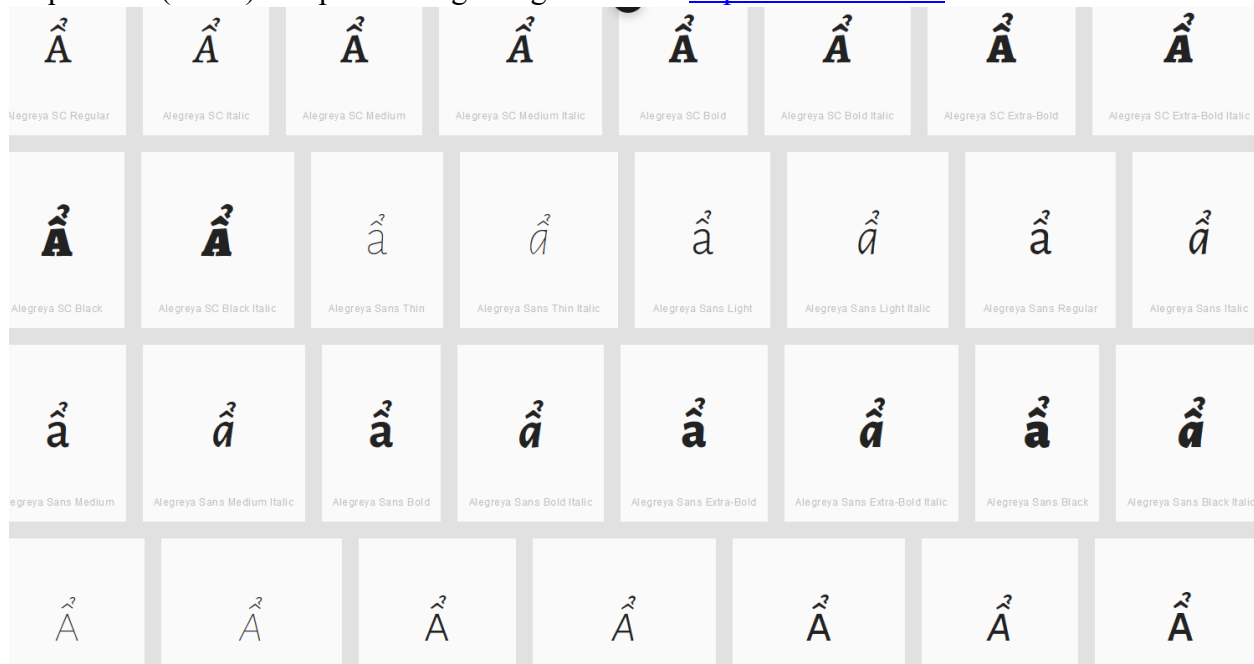 Ẩ Ẩ Ẩ Ẩ Ẩ Ẩ Ẩ Ẩ
Alegreya SC Regular Alegreya SC Italic Alegreya SC Medium Alegreya SC Medium Italic Alegreya SC Bold Alegreya SC Bold Italic Alegreya SC Extra-Bold Alegreya SC Extra-Bold Italic
Ẩ Ẩ ẩ ẩ ẩ ẩ ẩ ẩ
Alegreya SC Black Alegreya SC Black Italic Alegreya Sans Thin Alegreya Sans Thin Italic Alegreya Sans Light Alegreya Sans Light Italic Alegreya Sans Regular Alegreya Sans Italic
ẩ ẩ ẩ ẩ ẩ ẩ ẩ ẩ
egreya Sans Medium Alegreya Sans Medium Italic Alegreya Sans Bold Alegreya Sans Bold Italic Alegreya Sans Extra-Bold Alegreya Sans Extra-Bold Italic Alegreya Sans Black Alegreya Sans Black Italic
Ẩ Ẩ Ẩ Ẩ Ẩ Ẩ Ẩ